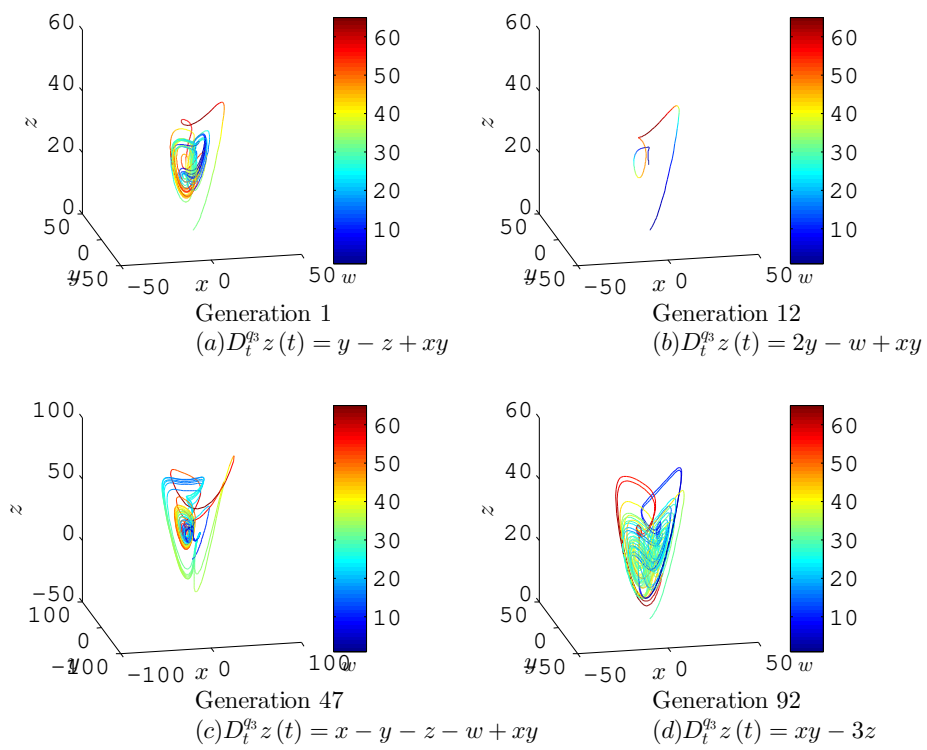 60
40
20
0
50
0
−50
y
z
−50
x
0
50
w
60
50
40
30
20
10
Generation 1
(a)D_t^{q_3} z (t) = y − z + xy
60
40
20
0
50
0
−50
y
z
−50
x
0
50
w
60
50
40
30
20
10
Generation 12
(b)D_t^{q_3} z (t) = 2y − w + xy
100
50
0
−50
100
0
−100
y
z
−100
x
0
100
w
60
50
40
30
20
10
Generation 47
(c)D_t^{q_3} z (t) = x − y − z − w + xy
60
40
20
0
50
0
−50
y
z
−50
x
0
50
w
60
50
40
30
20
10
Generation 92
(d)D_t^{q_3} z (t) = xy − 3z